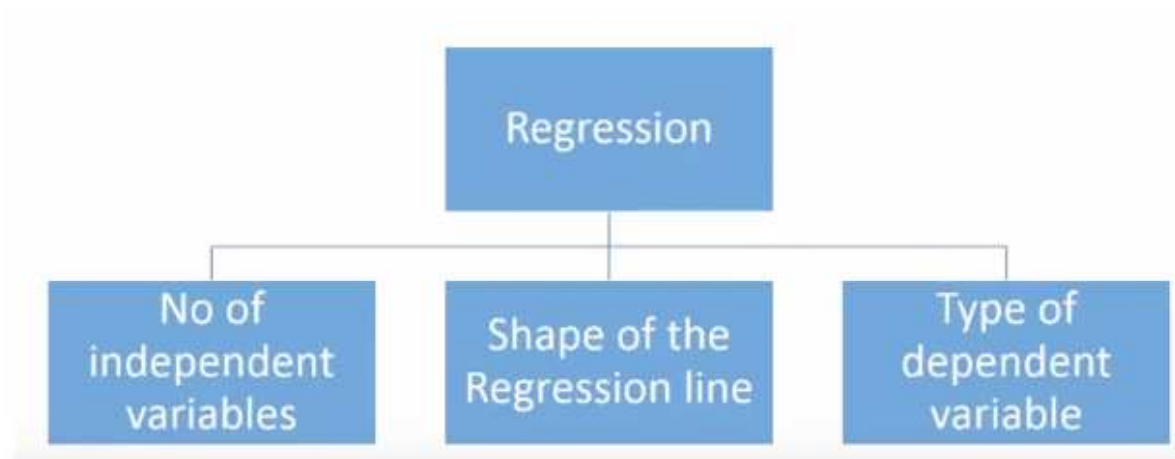 Regression
No of
independent
variables
Shape of the
Regression line
Type of
dependent
variable